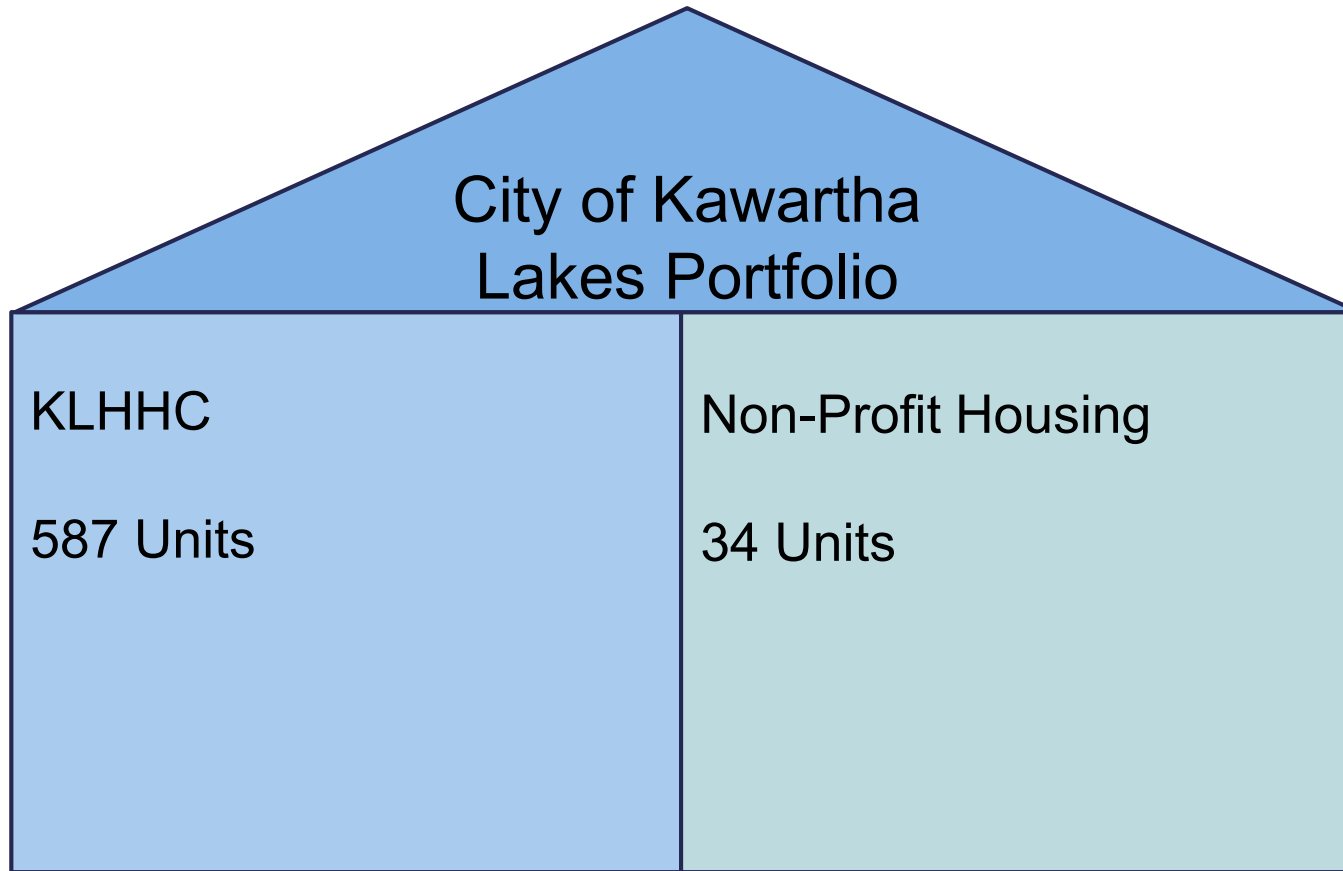 City of Kawartha
Lakes Portfolio
KLHHC
587 Units
Non-Profit Housing
34 Units